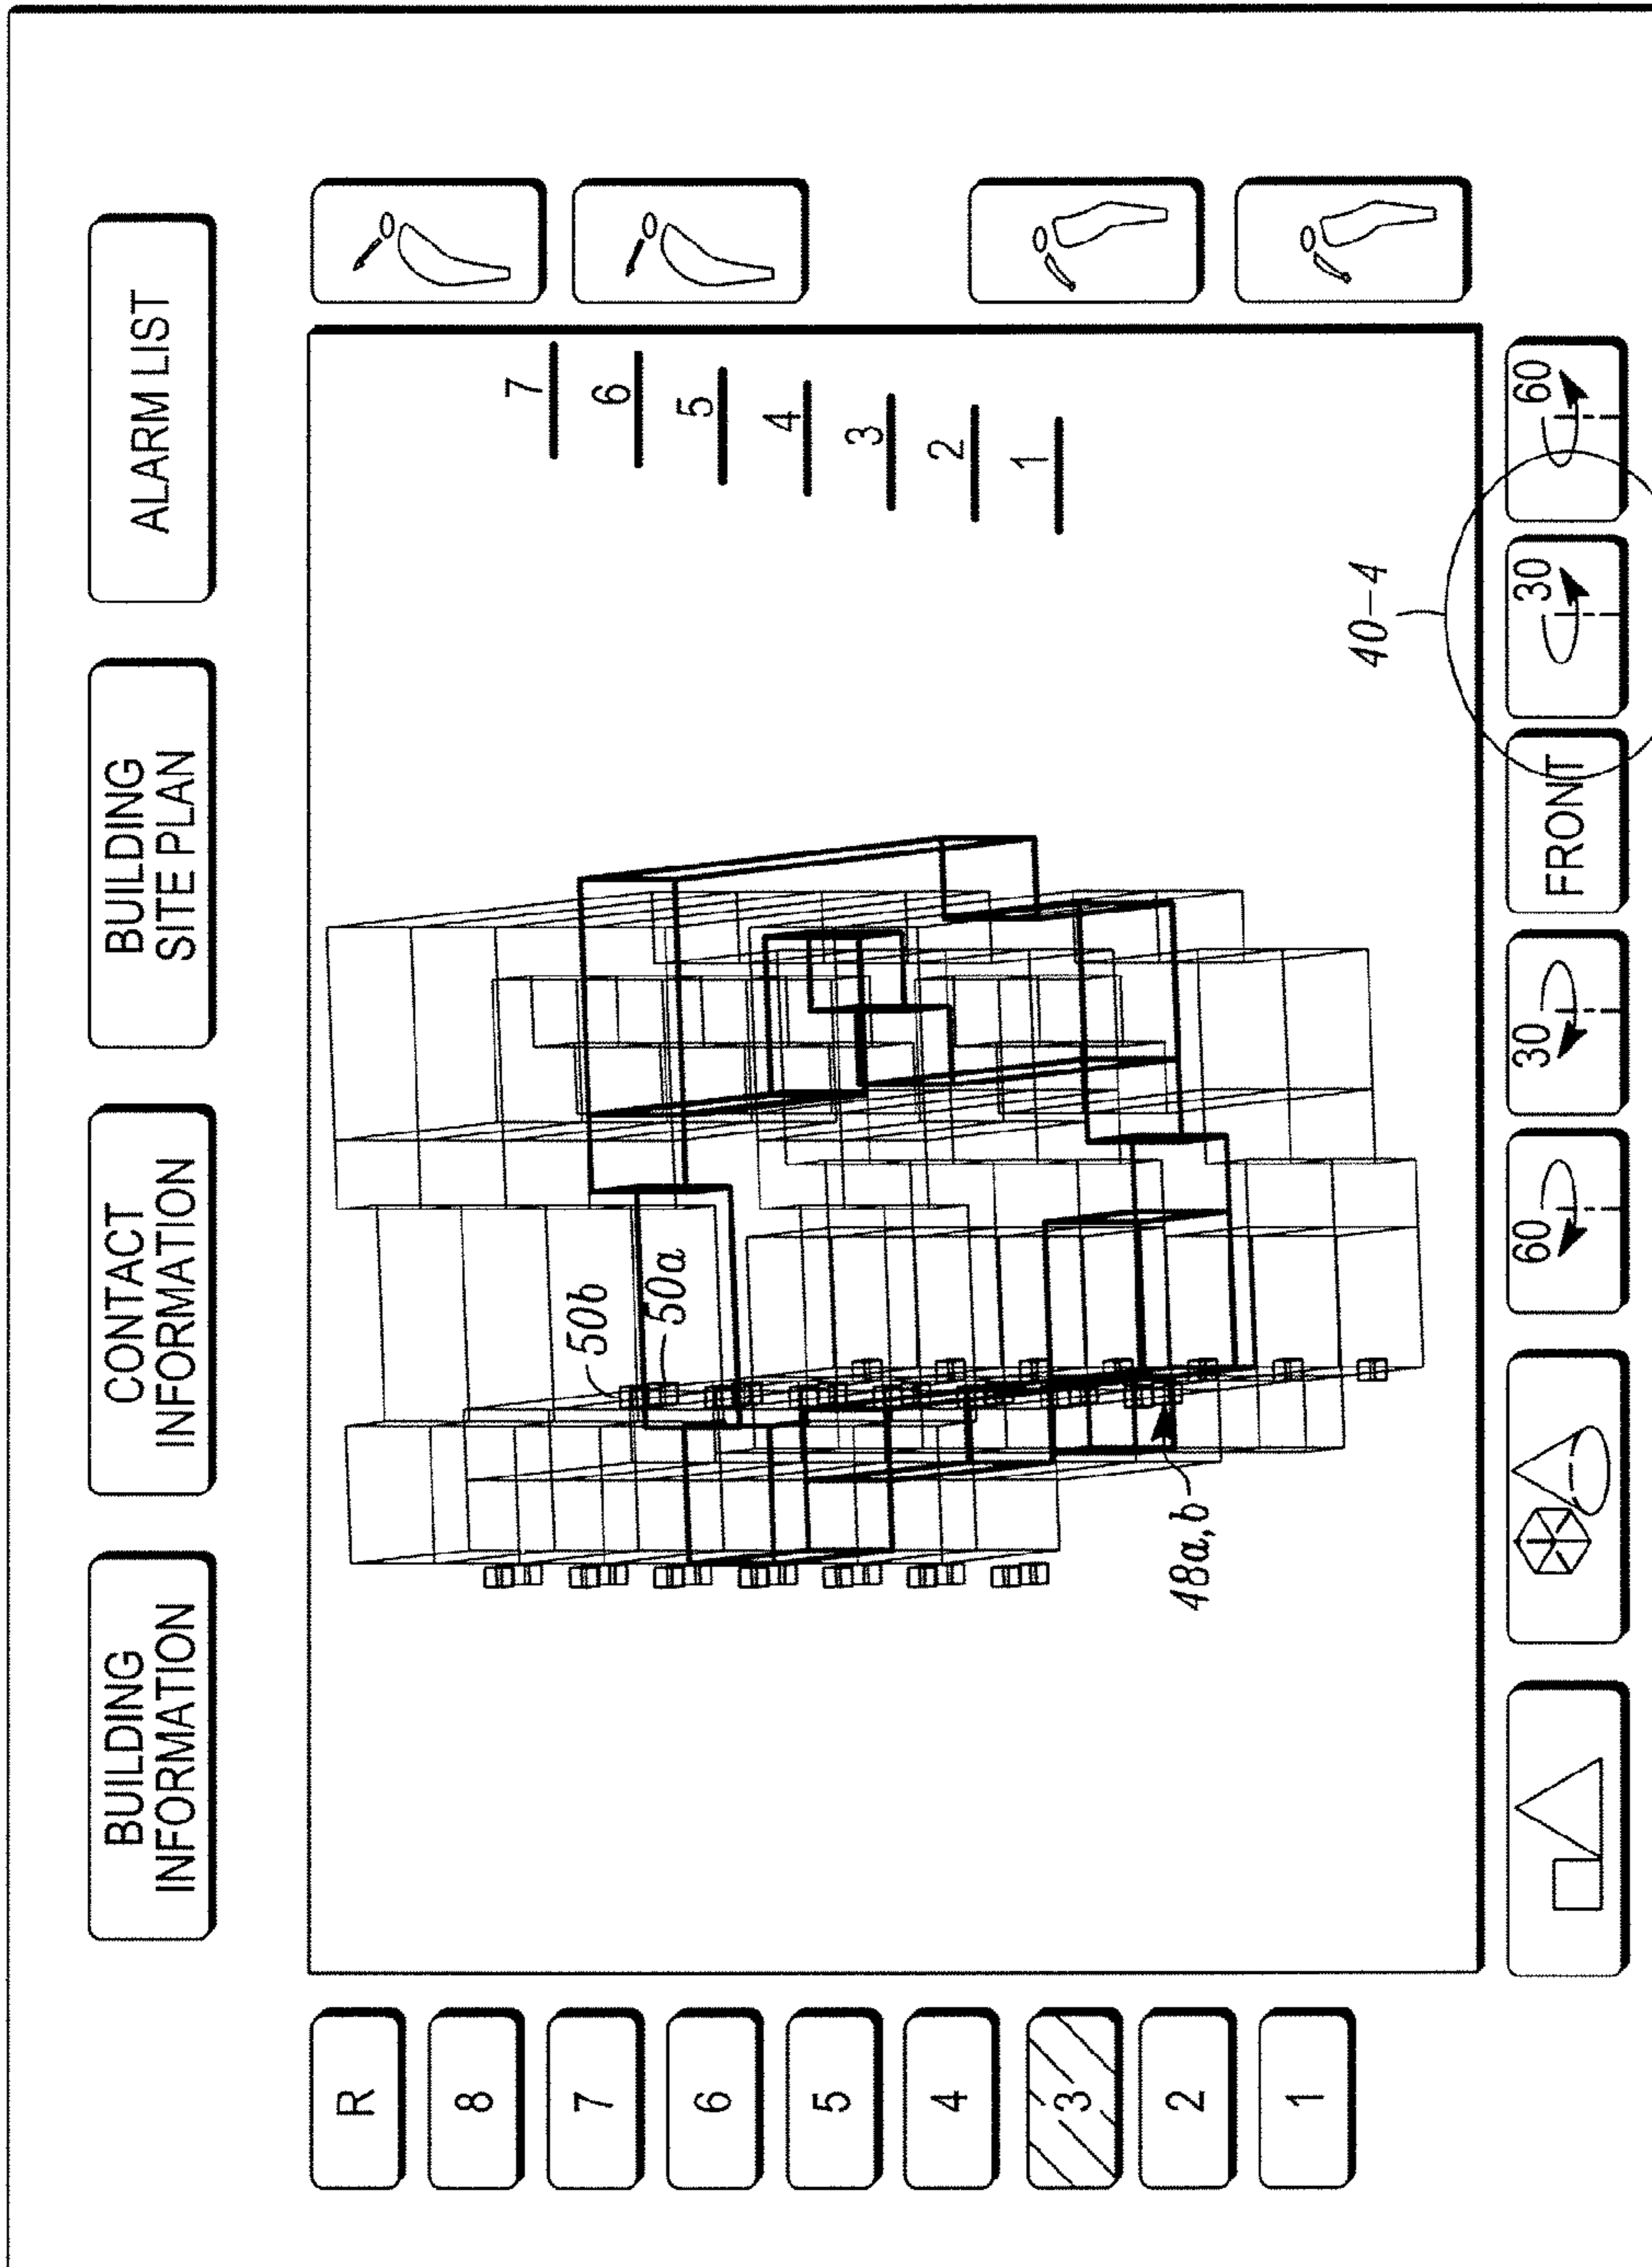 BUILDING
INFORMATION
CONTACT
INFORMATION
BUILDING
SITE PLAN
ALARM LIST
R
8
7
6
5
4
3
2
1
50b
50a
48a,b
7
6
5
4
3
2
1
40-4
60
30
FRONT
30
60